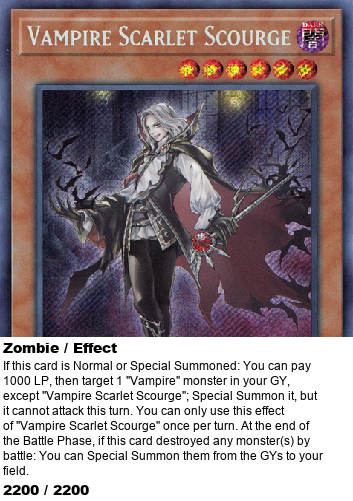 VAMPIRE SCARLET SCOURGE
DARK
闇
Zombie / Effect
If this card is Normal or Special Summoned: You can pay
1000 LP, then target 1 "Vampire" monster in your GY,
except "Vampire Scarlet Scourge"; Special Summon it, but
it cannot attack this turn. You can only use this effect
of "Vampire Scarlet Scourge" once per turn. At the end of
the Battle Phase, if this card destroyed any monster(s) by
battle: You can Special Summon them from the GYs to your
field.
2200 / 2200